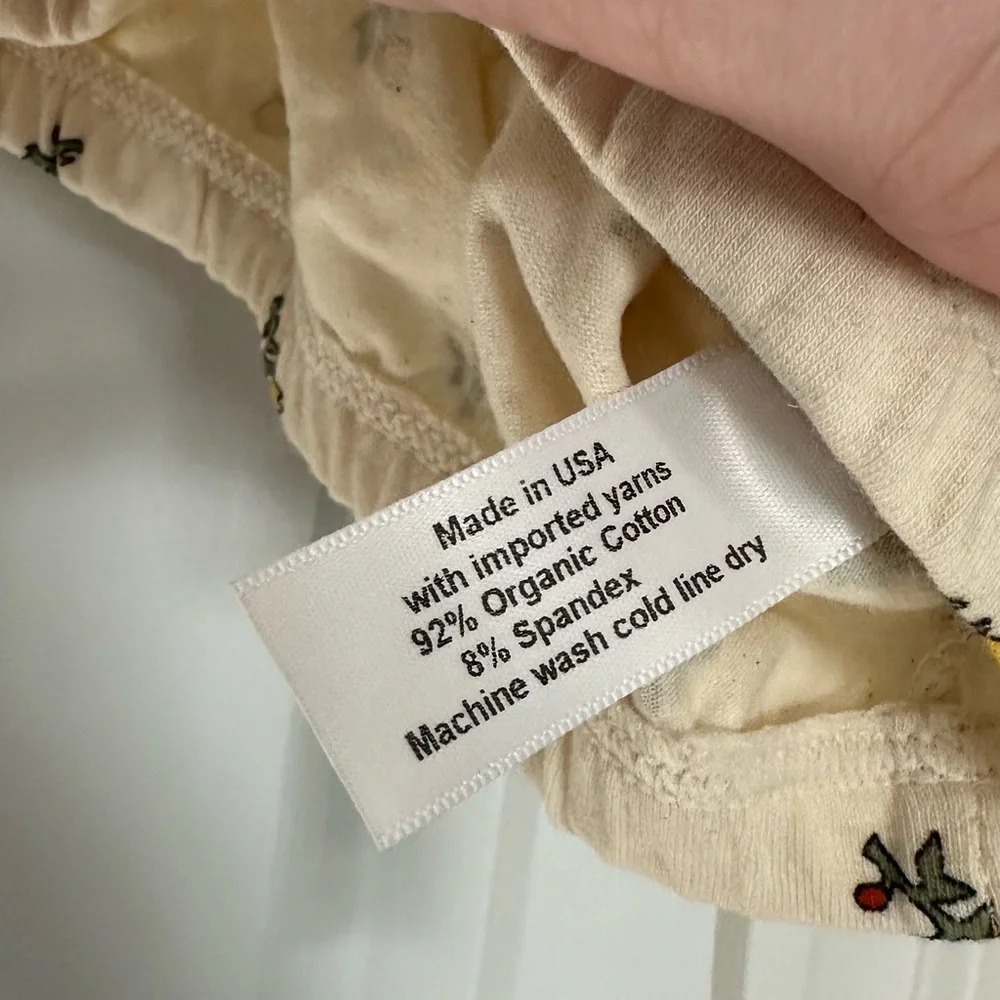 Made in USA
with imported yarns
92% Organic Cotton
8% Spandex
Machine wash cold line dry